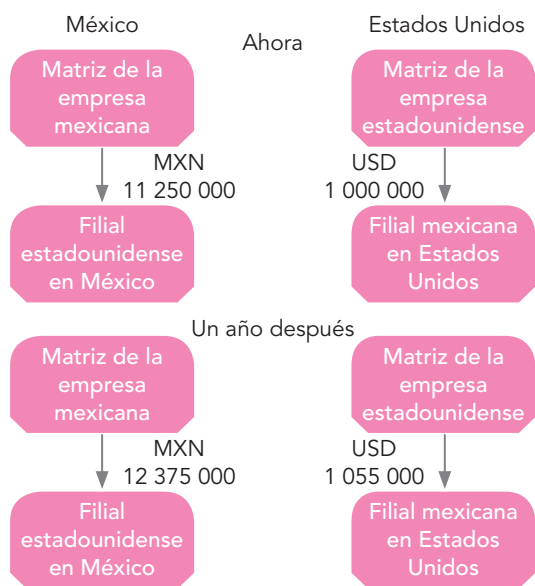 México
Ahora
Estados Unidos
Matriz de la
empresa
mexicana
Matriz de la
empresa
estadounidense
MXN
11 250 000
USD
1 000 000
Filial
estadounidense
en México
Filial mexicana
en Estados
Unidos
Un año después
Matriz de la
empresa
mexicana
Matriz de la
empresa
estadounidense
MXN
12 375 000
USD
1 055 000
Filial
estadounidense
en México
Filial mexicana
en Estados
Unidos